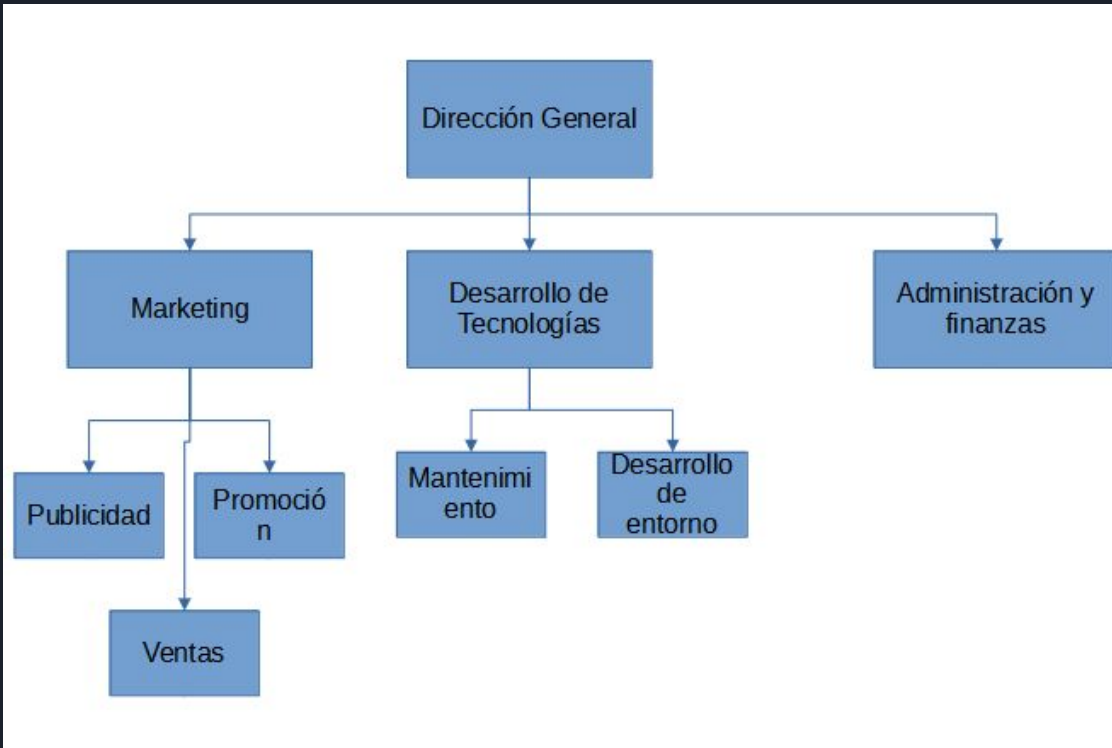 Dirección General
Marketing
Desarrollo de
Tecnologías
Administración y
finanzas
Publicidad
Promoció
n
Mantenimi
ento
Desarrollo
de
entorno
Ventas